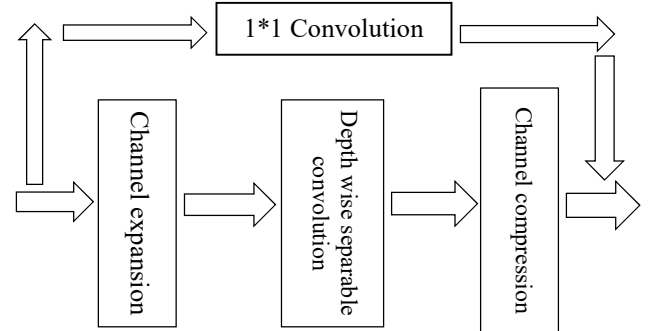 1*1 Convolution
Channel expansion
Depth wise separable
convolution
Channel compression